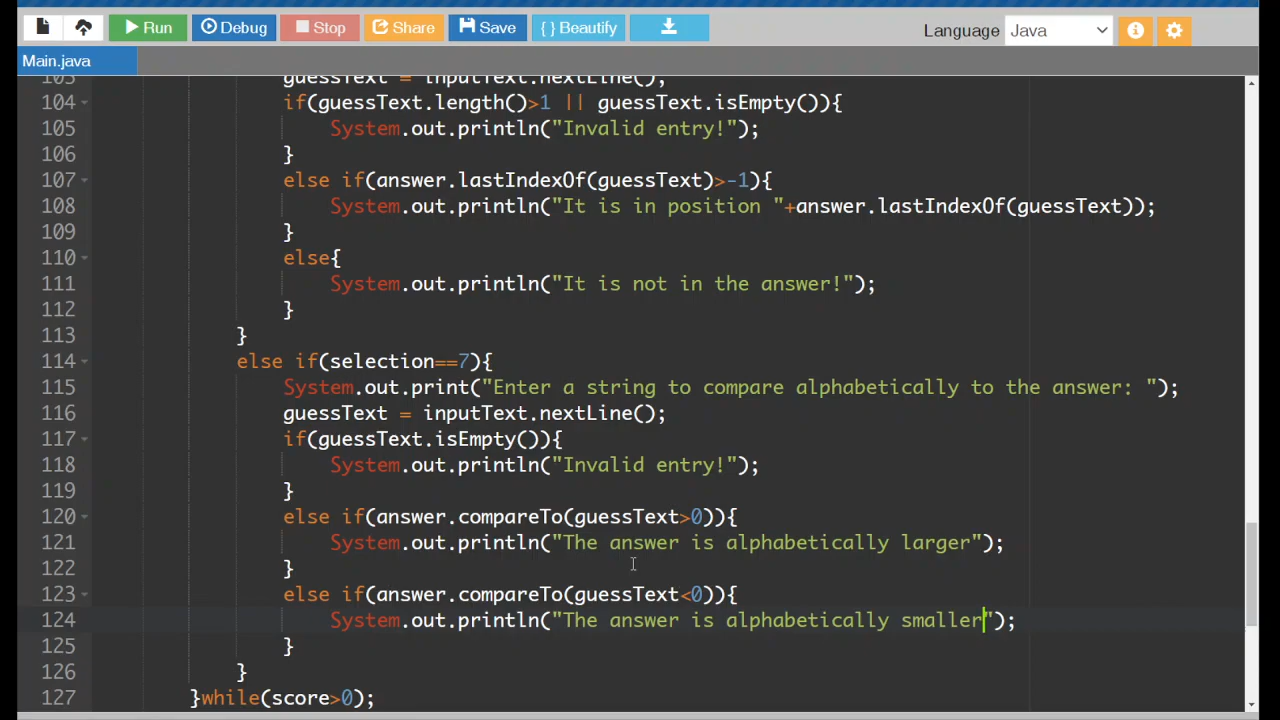 Run Debug Stop Share Save { } Beautify Language Java
Main.java
103 guessText = inputText.nextLine();
104 if(guessText.length()>1 || guessText.isEmpty()){
105 System.out.println("Invalid entry!");
106 }
107 else if(answer.lastIndexOf(guessText)>-1){
108 System.out.println("It is in position "+answer.lastIndexOf(guessText));
109 }
110 else{
111 System.out.println("It is not in the answer!");
112 }
113 }
114 else if(selection==7){
115 System.out.print("Enter a string to compare alphabetically to the answer: ");
116 guessText = inputText.nextLine();
117 if(guessText.isEmpty()){
118 System.out.println("Invalid entry!");
119 }
120 else if(answer.compareTo(guessText>0)){
121 System.out.println("The answer is alphabetically larger");
122 }
123 else if(answer.compareTo(guessText<0)){
124 System.out.println("The answer is alphabetically smaller");
125 }
126 }
127 }while(score>0);